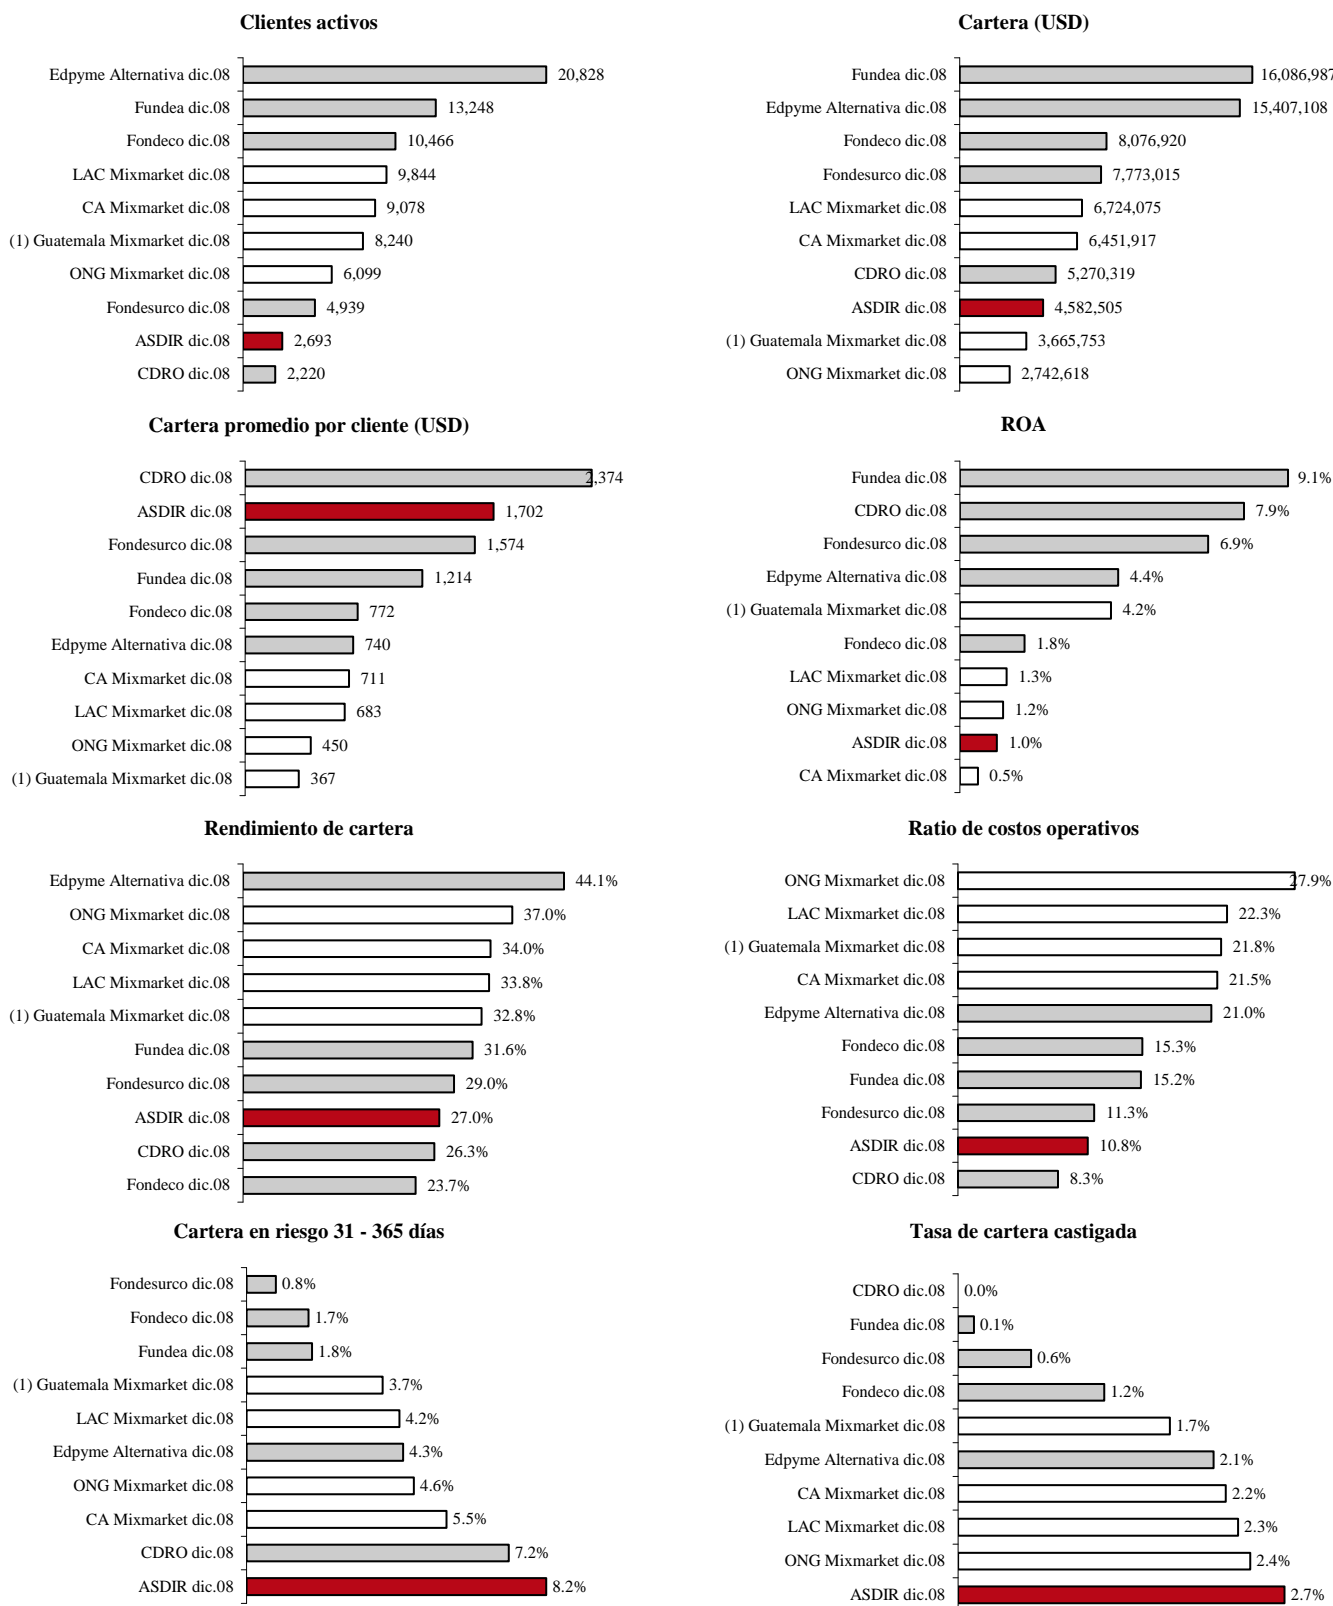 Clientes activos
Edpyme Alternativa dic.08 20,828
Fundea dic.08 13,248
Fondeco dic.08 10,466
LAC Mixmarket dic.08 9,844
CA Mixmarket dic.08 9,078
(1) Guatemala Mixmarket dic.08 8,240
ONG Mixmarket dic.08 6,099
Fondesurco dic.08 4,939
ASDIR dic.08 2,693
CDRO dic.08 2,220
Cartera (USD)
Fundea dic.08 16,086,987
Edpyme Alternativa dic.08 15,407,108
Fondeco dic.08 8,076,920
Fondesurco dic.08 7,773,015
LAC Mixmarket dic.08 6,724,075
CA Mixmarket dic.08 6,451,917
CDRO dic.08 5,270,319
ASDIR dic.08 4,582,505
(1) Guatemala Mixmarket dic.08 3,665,753
ONG Mixmarket dic.08 2,742,618
Cartera promedio por cliente (USD)
CDRO dic.08 2,374
ASDIR dic.08 1,702
Fondesurco dic.08 1,574
Fundea dic.08 1,214
Fondeco dic.08 772
Edpyme Alternativa dic.08 740
CA Mixmarket dic.08 711
LAC Mixmarket dic.08 683
ONG Mixmarket dic.08 450
(1) Guatemala Mixmarket dic.08 367
ROA
Fundea dic.08 9.1%
CDRO dic.08 7.9%
Fondesurco dic.08 6.9%
Edpyme Alternativa dic.08 4.4%
(1) Guatemala Mixmarket dic.08 4.2%
Fondeco dic.08 1.8%
LAC Mixmarket dic.08 1.3%
ONG Mixmarket dic.08 1.2%
ASDIR dic.08 1.0%
CA Mixmarket dic.08 0.5%
Rendimiento de cartera
Edpyme Alternativa dic.08 44.1%
ONG Mixmarket dic.08 37.0%
CA Mixmarket dic.08 34.0%
LAC Mixmarket dic.08 33.8%
(1) Guatemala Mixmarket dic.08 32.8%
Fundea dic.08 31.6%
Fondesurco dic.08 29.0%
ASDIR dic.08 27.0%
CDRO dic.08 26.3%
Fondeco dic.08 23.7%
Ratio de costos operativos
ONG Mixmarket dic.08 27.9%
LAC Mixmarket dic.08 22.3%
(1) Guatemala Mixmarket dic.08 21.8%
CA Mixmarket dic.08 21.5%
Edpyme Alternativa dic.08 21.0%
Fondeco dic.08 15.3%
Fundea dic.08 15.2%
Fondesurco dic.08 11.3%
ASDIR dic.08 10.8%
CDRO dic.08 8.3%
Cartera en riesgo 31 - 365 días
Fondesurco dic.08 0.8%
Fondeco dic.08 1.7%
Fundea dic.08 1.8%
(1) Guatemala Mixmarket dic.08 3.7%
LAC Mixmarket dic.08 4.2%
Edpyme Alternativa dic.08 4.3%
ONG Mixmarket dic.08 4.6%
CA Mixmarket dic.08 5.5%
CDRO dic.08 7.2%
ASDIR dic.08 8.2%
Tasa de cartera castigada
CDRO dic.08 0.0%
Fundea dic.08 0.1%
Fondesurco dic.08 0.6%
Fondeco dic.08 1.2%
(1) Guatemala Mixmarket dic.08 1.7%
Edpyme Alternativa dic.08 2.1%
CA Mixmarket dic.08 2.2%
LAC Mixmarket dic.08 2.3%
ONG Mixmarket dic.08 2.4%
ASDIR dic.08 2.7%